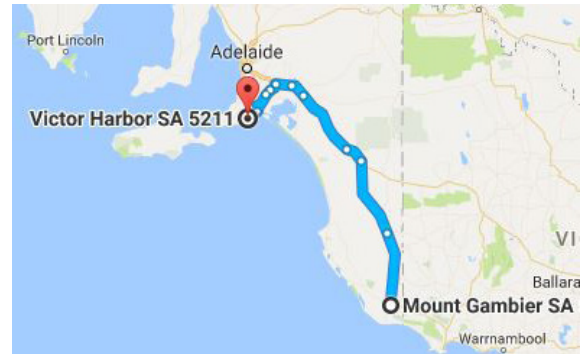 Port Lincoln
Adelaide
Victor Harbor SA 5211
VI
Ballara
Mount Gambier SA
Warrnambool